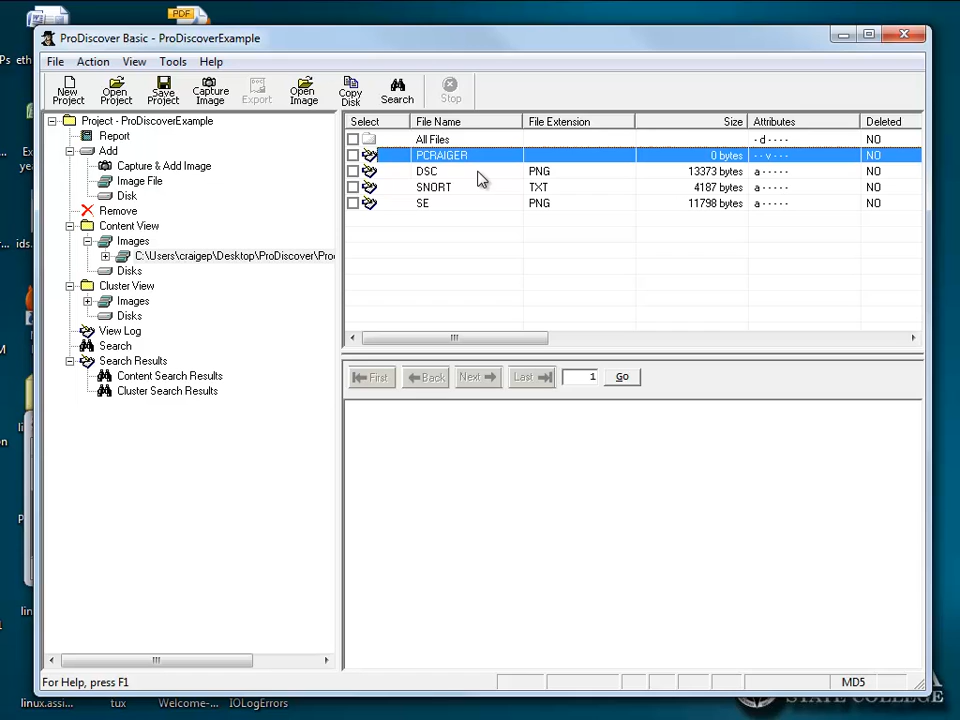 PDF
Ps eth
ProDiscover Basic - ProDiscoverExample
File Action View Tools Help
New Project Open Project Save Project Capture Image Export Open Image Copy Disk Search Stop
Project - ProDiscoverExample
Report
Add
Capture & Add Image
Image File
Disk
Remove
Content View
Images
C:\Users\craigep\Desktop\ProDiscover\Pro
Disks
Cluster View
Images
Disks
View Log
Search
Search Results
Content Search Results
Cluster Search Results
Select File Name File Extension Size Attributes Deleted
All Files - d - - - - NO
PCRAIGER 0 bytes - - v - - - NO
DSC PNG 13373 bytes a - - - - - NO
SNORT TXT 4187 bytes a - - - - - NO
SE PNG 11798 bytes a - - - - - NO
First Back Next Last 1 Go
For Help, press F1 MD5
linux.assi... tux Welcome-... IOLogErrors
STATE COLLEGE